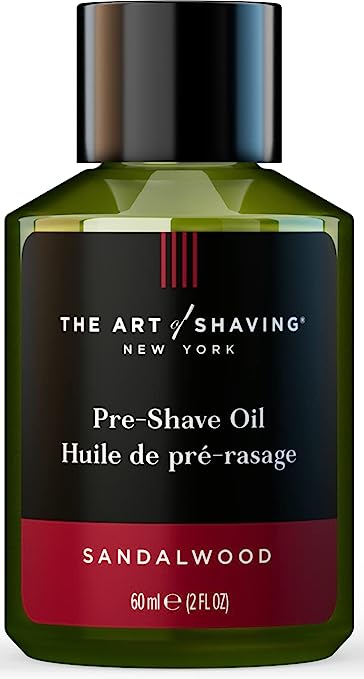 THE ART of SHAVING®
NEW YORK
Pre-Shave Oil
Huile de pré-rasage
SANDALWOOD
60 ml ℮ (2 FL OZ)